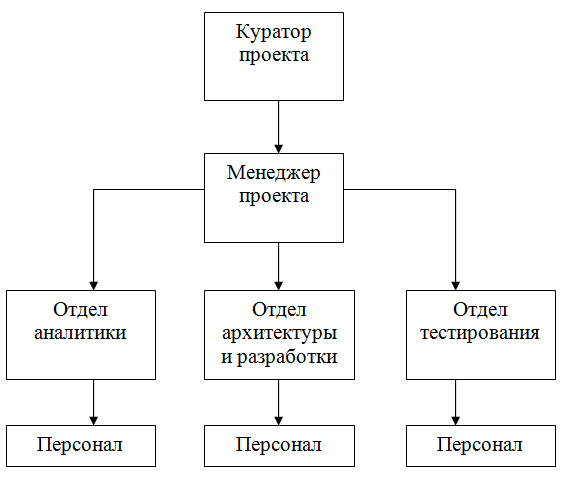 Куратор
проекта
Менеджер
проекта
Отдел
аналитики
Отдел
архитектуры
и разработки
Отдел
тестирования
Персонал
Персонал
Персонал